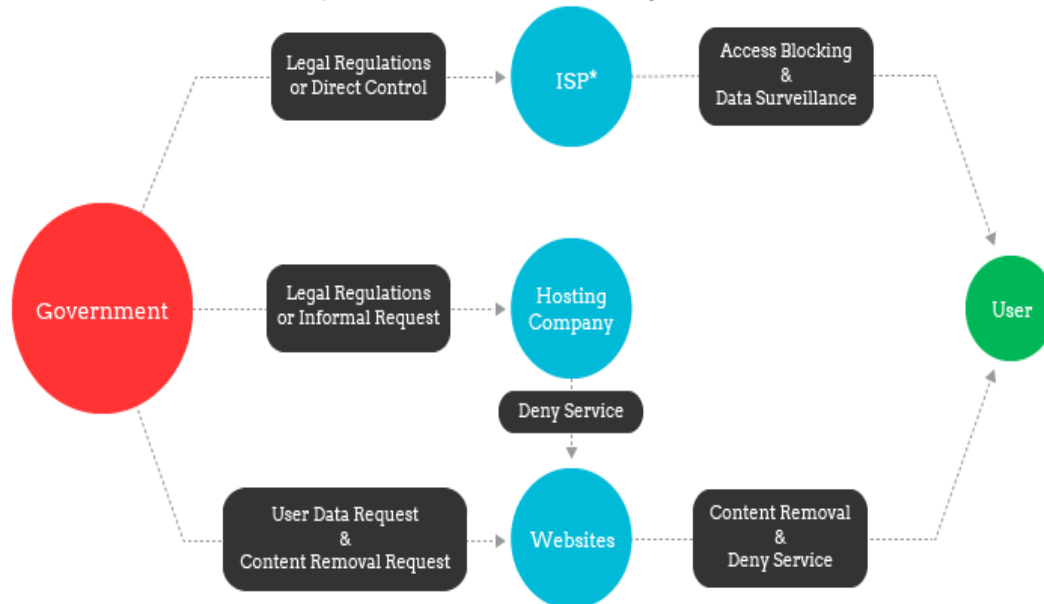 Legal Regulations
or Direct Control
ISP*
Access Blocking
&
Data Surveillance
Government
Legal Regulations
or Informal Request
Hosting
Company
User
Deny Service
User Data Request
&
Content Removal Request
Websites
Content Removal
&
Deny Service